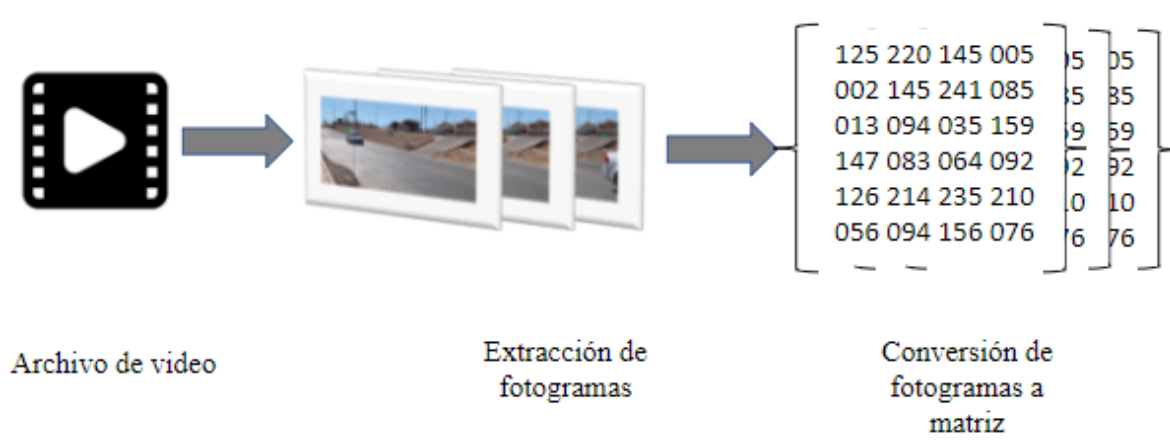 125 220 145 005
002 145 241 085
013 094 035 159
147 083 064 092
126 214 235 210
056 094 156 076
05
85
59
92
10
76
Archivo de video
Extracción de
fotogramas
Conversión de
fotogramas a
matriz